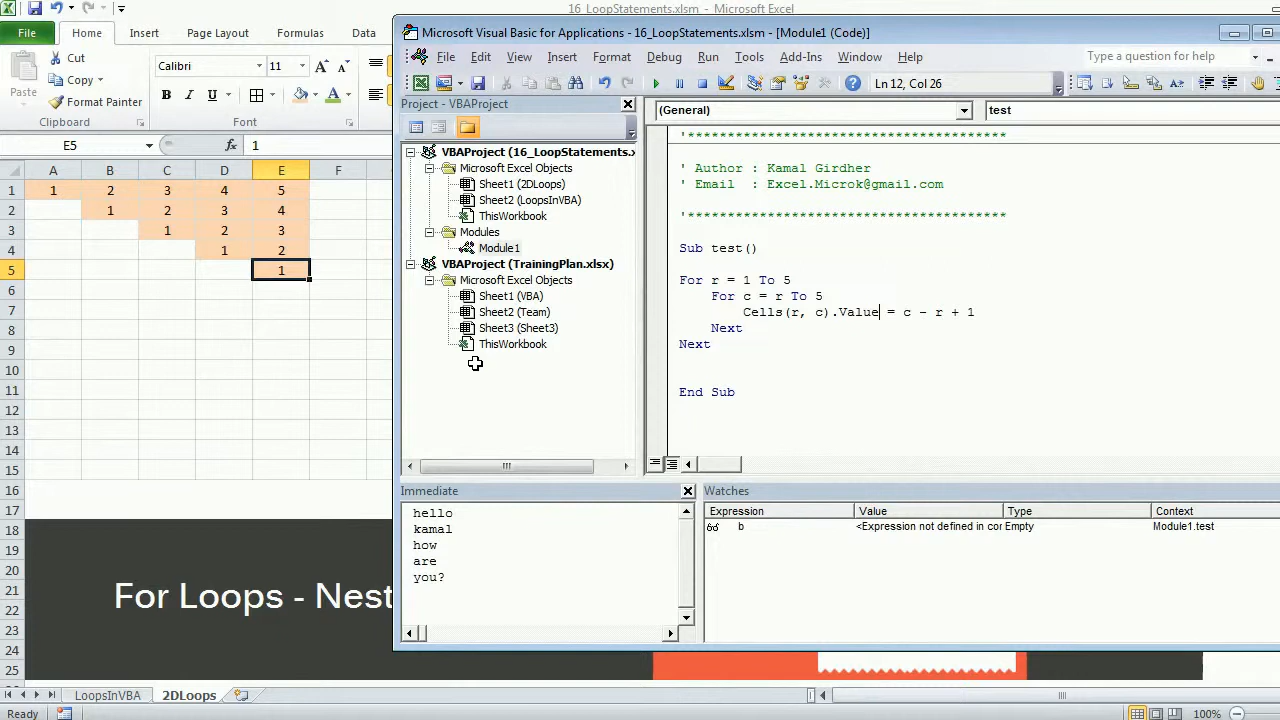 16_LoopStatements.xlsm - Microsoft Excel
File Home Insert Page Layout Formulas Data
Paste
Cut
Copy
Format Painter
Calibri 11
B I U
Clipboard Font
E5 fx 1
A B C D E F
1 1 2 3 4 5
2 1 2 3 4
3 1 2 3
4 1 2
5 1
6
7
8
9
10
11
12
13
14
15
16
17
18
19
20
21
22
23
24
25
For Loops - Nest
LoopsInVBA 2DLoops
Ready 100%
Microsoft Visual Basic for Applications - 16_LoopStatements.xlsm - [Module1 (Code)]
File Edit View Insert Format Debug Run Tools Add-Ins Window Help
Type a question for help
Ln 12, Col 26
Project - VBAProject
VBAProject (16_LoopStatements.x
Microsoft Excel Objects
Sheet1 (2DLoops)
Sheet2 (LoopsInVBA)
ThisWorkbook
Modules
Module1
VBAProject (TrainingPlan.xlsx)
Microsoft Excel Objects
Sheet1 (VBA)
Sheet2 (Team)
Sheet3 (Sheet3)
ThisWorkbook
(General) test
'****************************************
' Author : Kamal Girdher
' Email : Excel.Microk@gmail.com
'****************************************
Sub test()
For r = 1 To 5
For c = r To 5
Cells(r, c).Value = c - r + 1
Next
Next
End Sub
Immediate
hello
kamal
how
are
you?
Watches
Expression Value Type Context
b <Expression not defined in cor Empty Module1.test